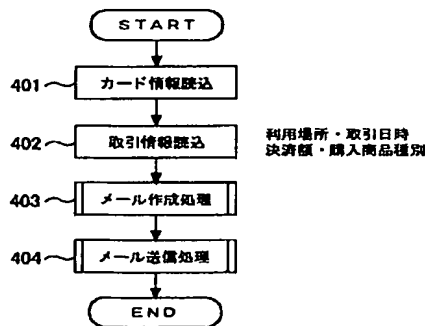 START
401 カード情報読込
402 取引情報読込 利用場所・取引日時
決済額・購入商品種別
403 メール作成処理
404 メール送信処理
END